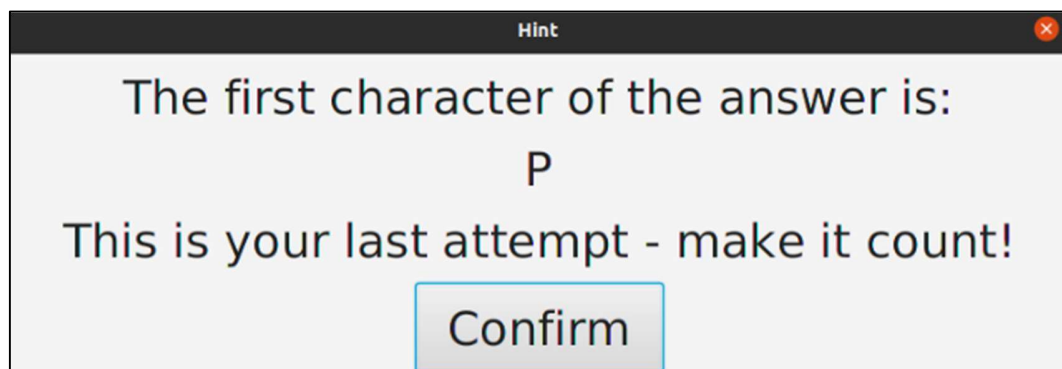 Hint
The first character of the answer is:
P
This is your last attempt - make it count!
Confirm